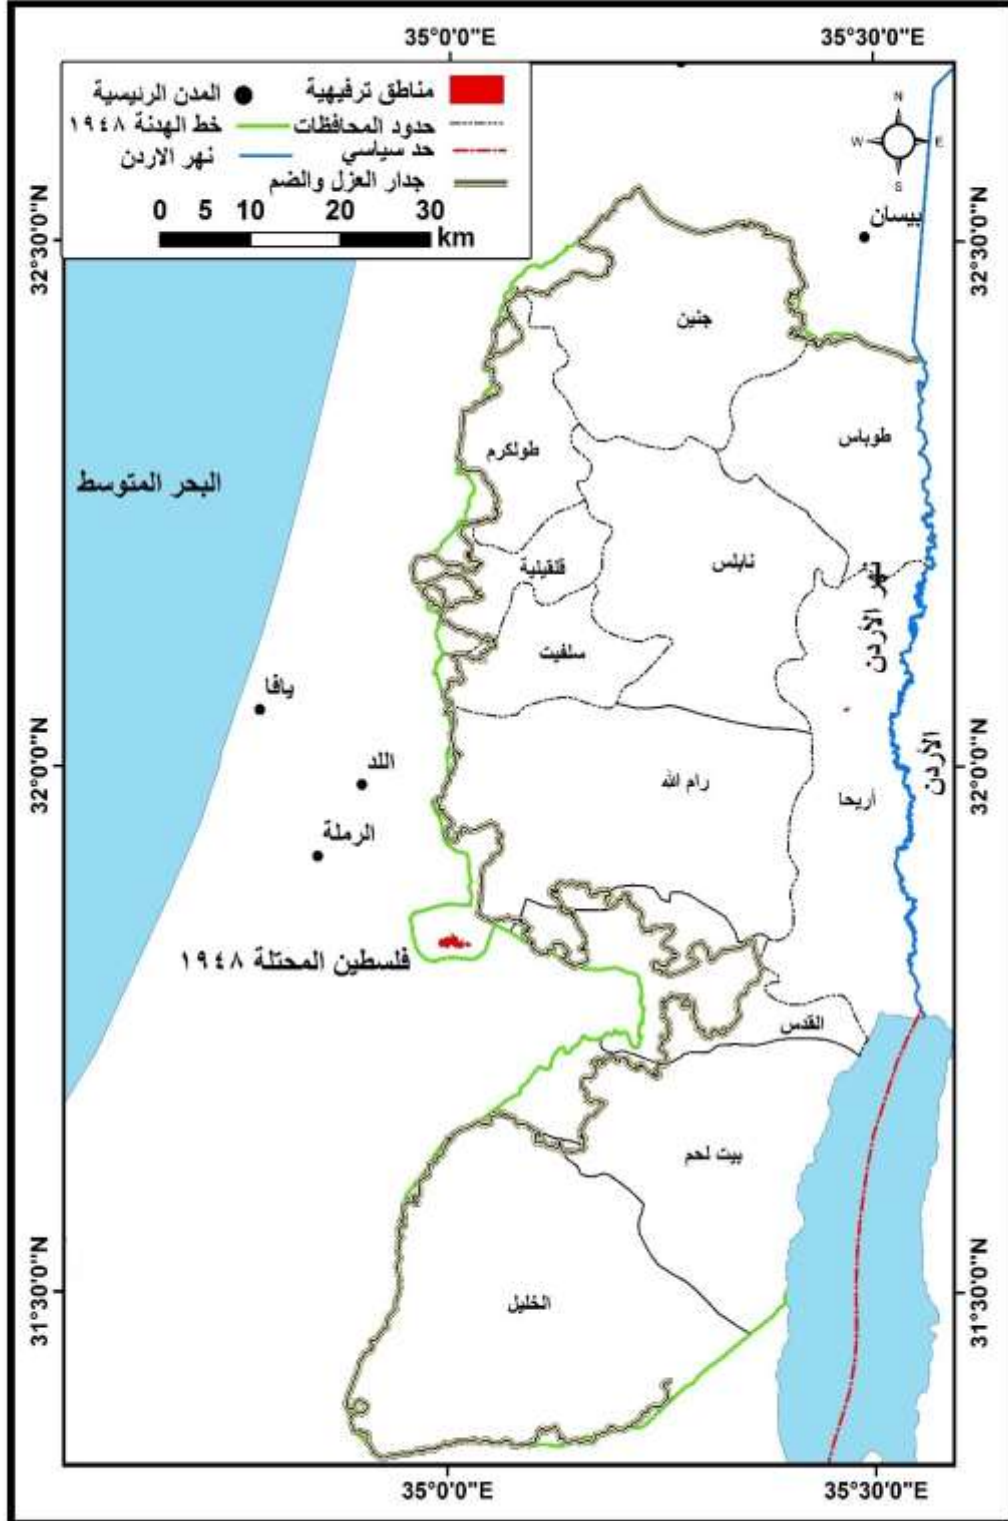 35°0'0"E
35°30'0"E
المدن الرئيسية
مناطق ترفيهية
خط الهدنة ١٩٤٨
حدود المحافظات
نهر الاردن
حد سياسي
جدار العزل والضم
0 5 10 20 30 km
N
W
E
S
32°30'0"N
32°30'0"N
بيسان
جنين
طوباس
طولكرم
البحر المتوسط
قلقيلية
نابلس
نهر الأردن
سلفيت
يافا
32°0'0"N
32°0'0"N
الأردن
اللد
رام الله
أريحا
الرملة
فلسطين المحتلة ١٩٤٨
القدس
بيت لحم
الخليل
31°30'0"N
31°30'0"N
35°0'0"E
35°30'0"E